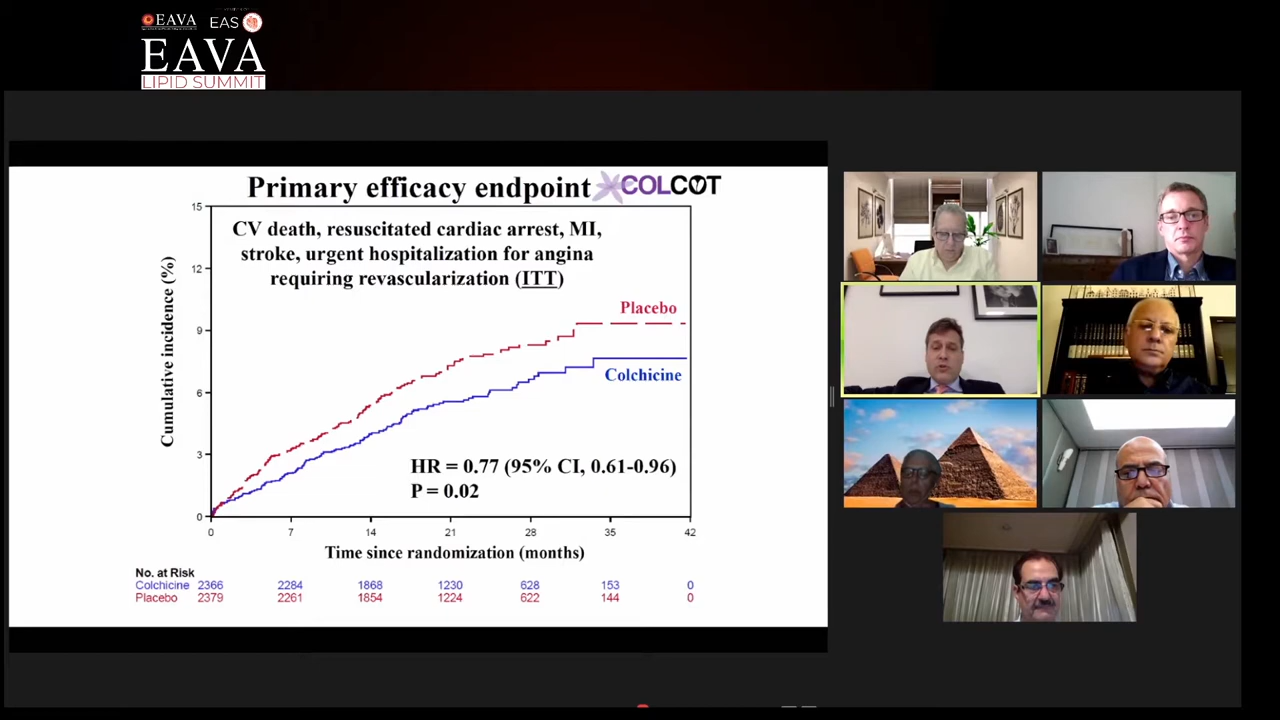 EAVA
EAS
EAVA
LIPID SUMMIT
Primary efficacy endpoint
COLCOT
CV death, resuscitated cardiac arrest, MI,
stroke, urgent hospitalization for angina
requiring revascularization (ITT)
Cumulative incidence (%)
15
12
9
6
3
0
Placebo
Colchicine
HR = 0.77 (95% CI, 0.61-0.96)
P = 0.02
0 7 14 21 28 35 42
Time since randomization (months)
No. at Risk
Colchicine 2366 2284 1868 1230 628 153 0
Placebo 2379 2261 1854 1224 622 144 0